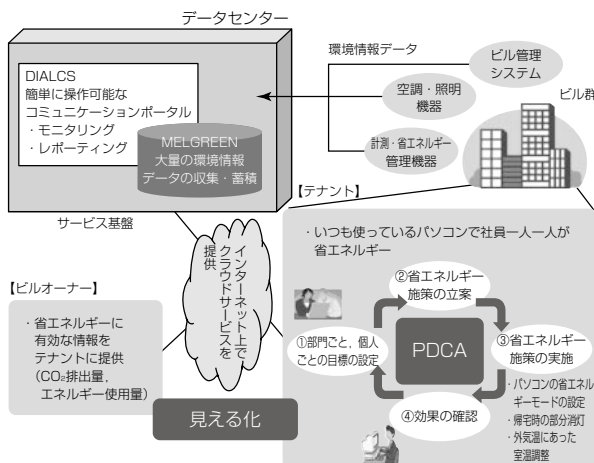 データセンター
DIALCS
簡単に操作可能な
コミュニケーションポータル
・モニタリング
・レポーティング
MELGREEN
大量の環境情報
データの収集・蓄積
サービス基盤
環境情報データ
ビル管理
システム
空調・照明
機器
計測・省エネルギー
管理機器
ビル群
インターネット上で
クラウドサービスを
提供
【ビルオーナー】
・省エネルギーに
有効な情報を
テナントに提供
(CO₂排出量,
エネルギー使用量)
見える化
【テナント】
・いつも使っているパソコンで社員一人一人が
省エネルギー
①部門ごと，個人
ごとの目標の設定
②省エネルギー
施策の立案
PDCA
③省エネルギー
施策の実施
・パソコンの省エネル
ギーモードの設定
・帰宅時の部分消灯
・外気温にあった
室温調整
④効果の確認